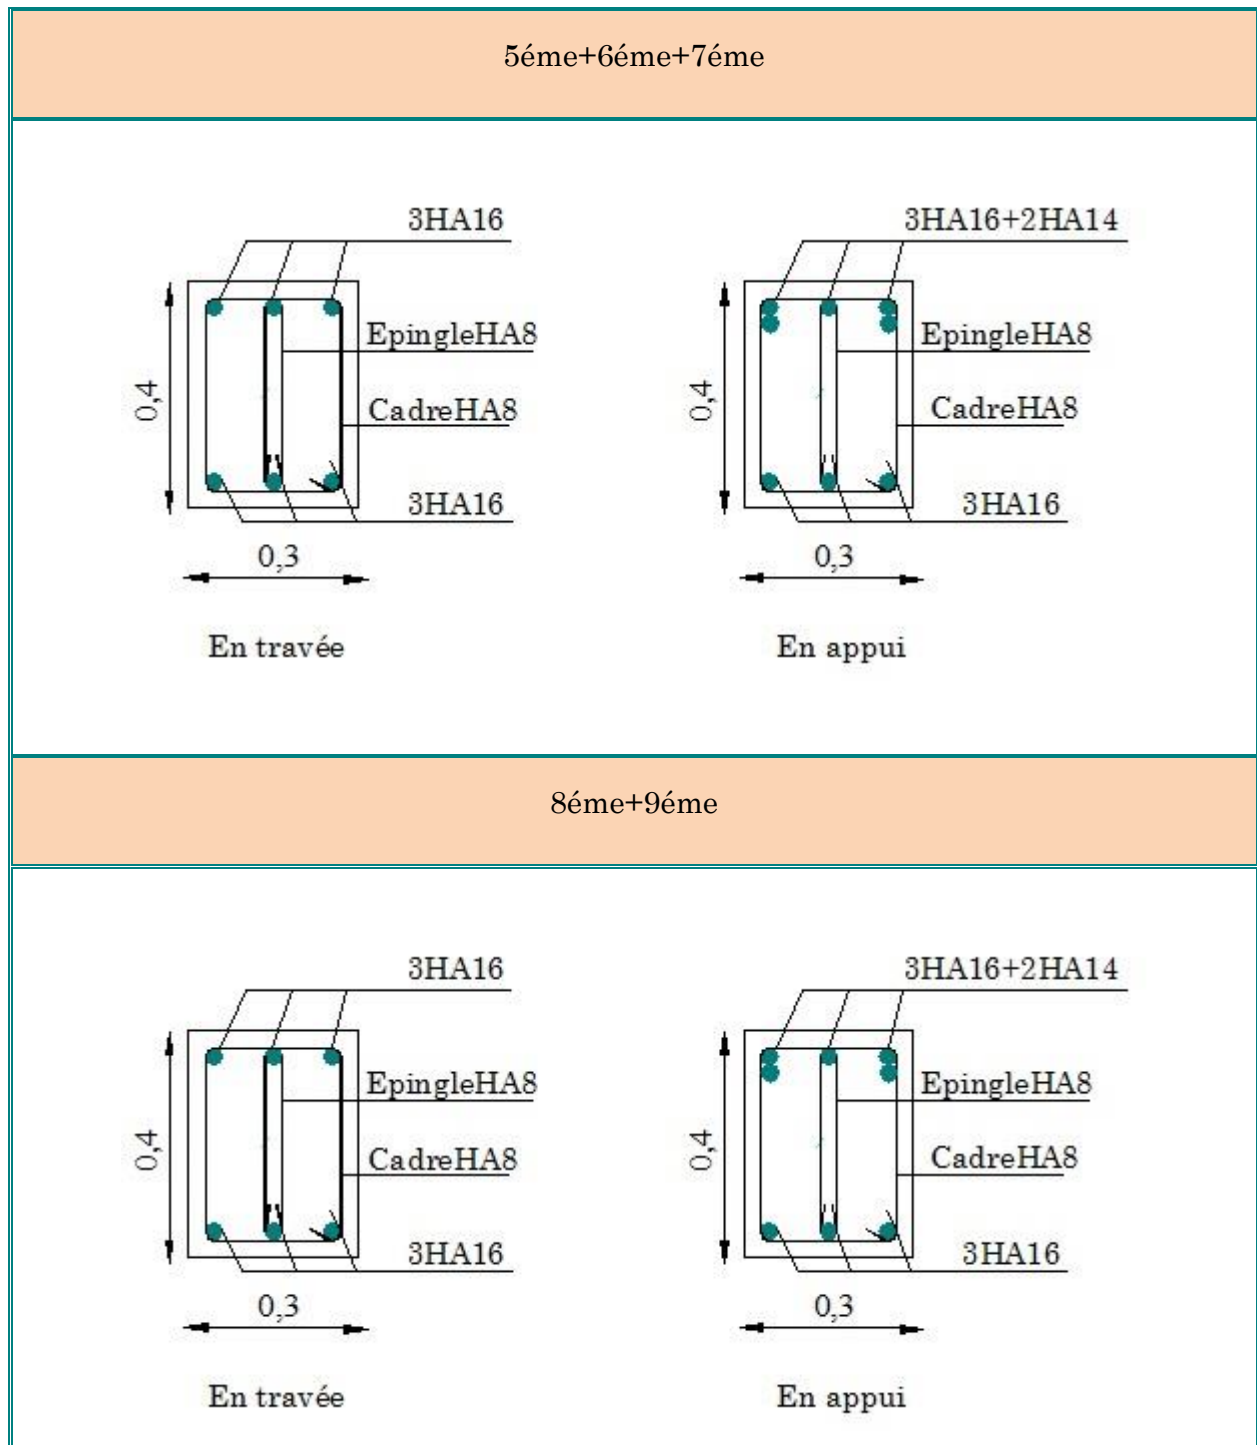 5éme+6éme+7éme
3HA16
EpingleHA8
0,4
CadreHA8
3HA16
0,3
En travée
3HA16+2HA14
EpingleHA8
0,4
CadreHA8
3HA16
0,3
En appui
8éme+9éme
3HA16
EpingleHA8
0,4
CadreHA8
3HA16
0,3
En travée
3HA16+2HA14
EpingleHA8
0,4
CadreHA8
3HA16
0,3
En appui